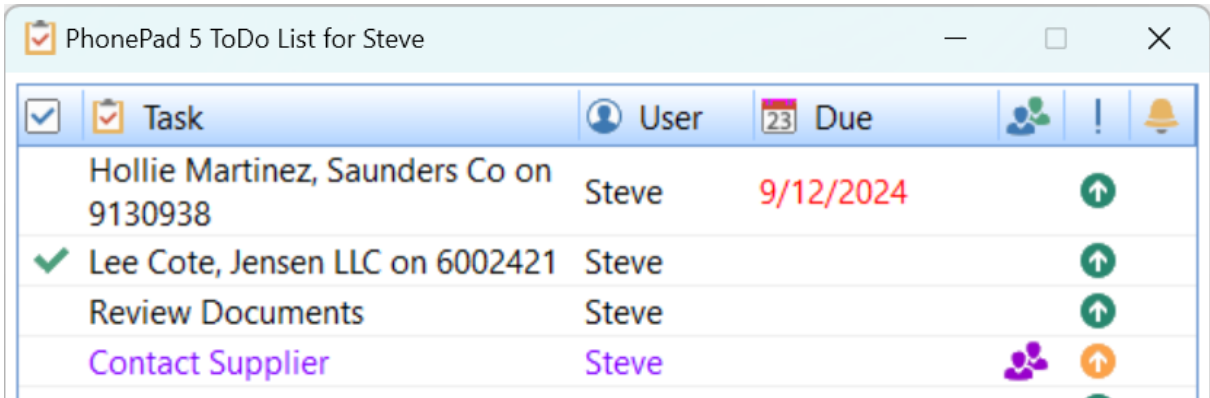 PhonePad 5 ToDo List for Steve
Task User 23 Due !
Hollie Martinez, Saunders Co on
9130938 Steve 9/12/2024
Lee Cote, Jensen LLC on 6002421 Steve
Review Documents Steve
Contact Supplier Steve